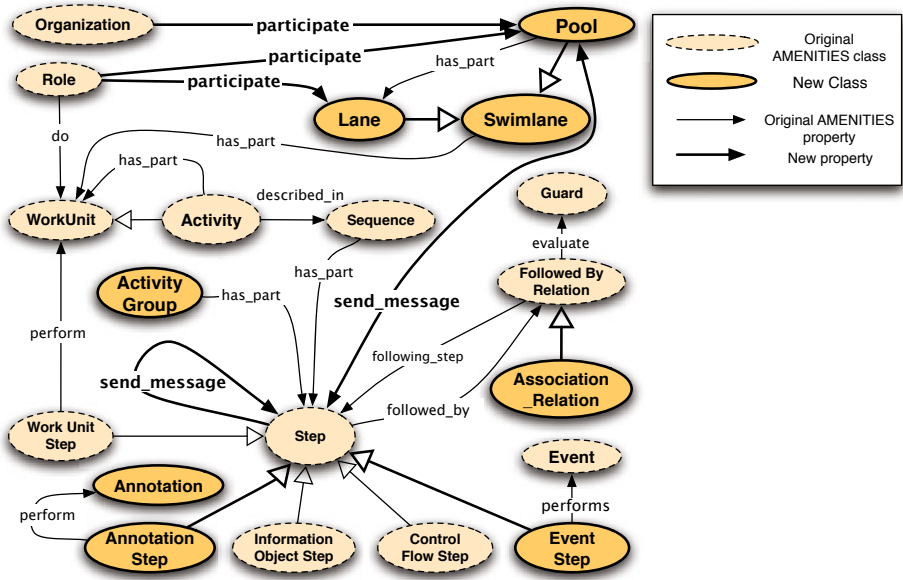 Organization
participate
Pool
participate
Role
participate
has_part
Lane
Swimlane
do
has_part
has_part
WorkUnit
Activity
described_in
Sequence
Guard
evaluate
Followed By
Relation
has_part
Activity
Group
has_part
send_message
perform
following_step
send_message
followed_by
Association
_Relation
Work Unit
Step
Step
Event
Annotation
perform
performs
Annotation
Step
Information
Object Step
Control
Flow Step
Event
Step
Original
AMENITIES class
New Class
Original AMENITIES
property
New property